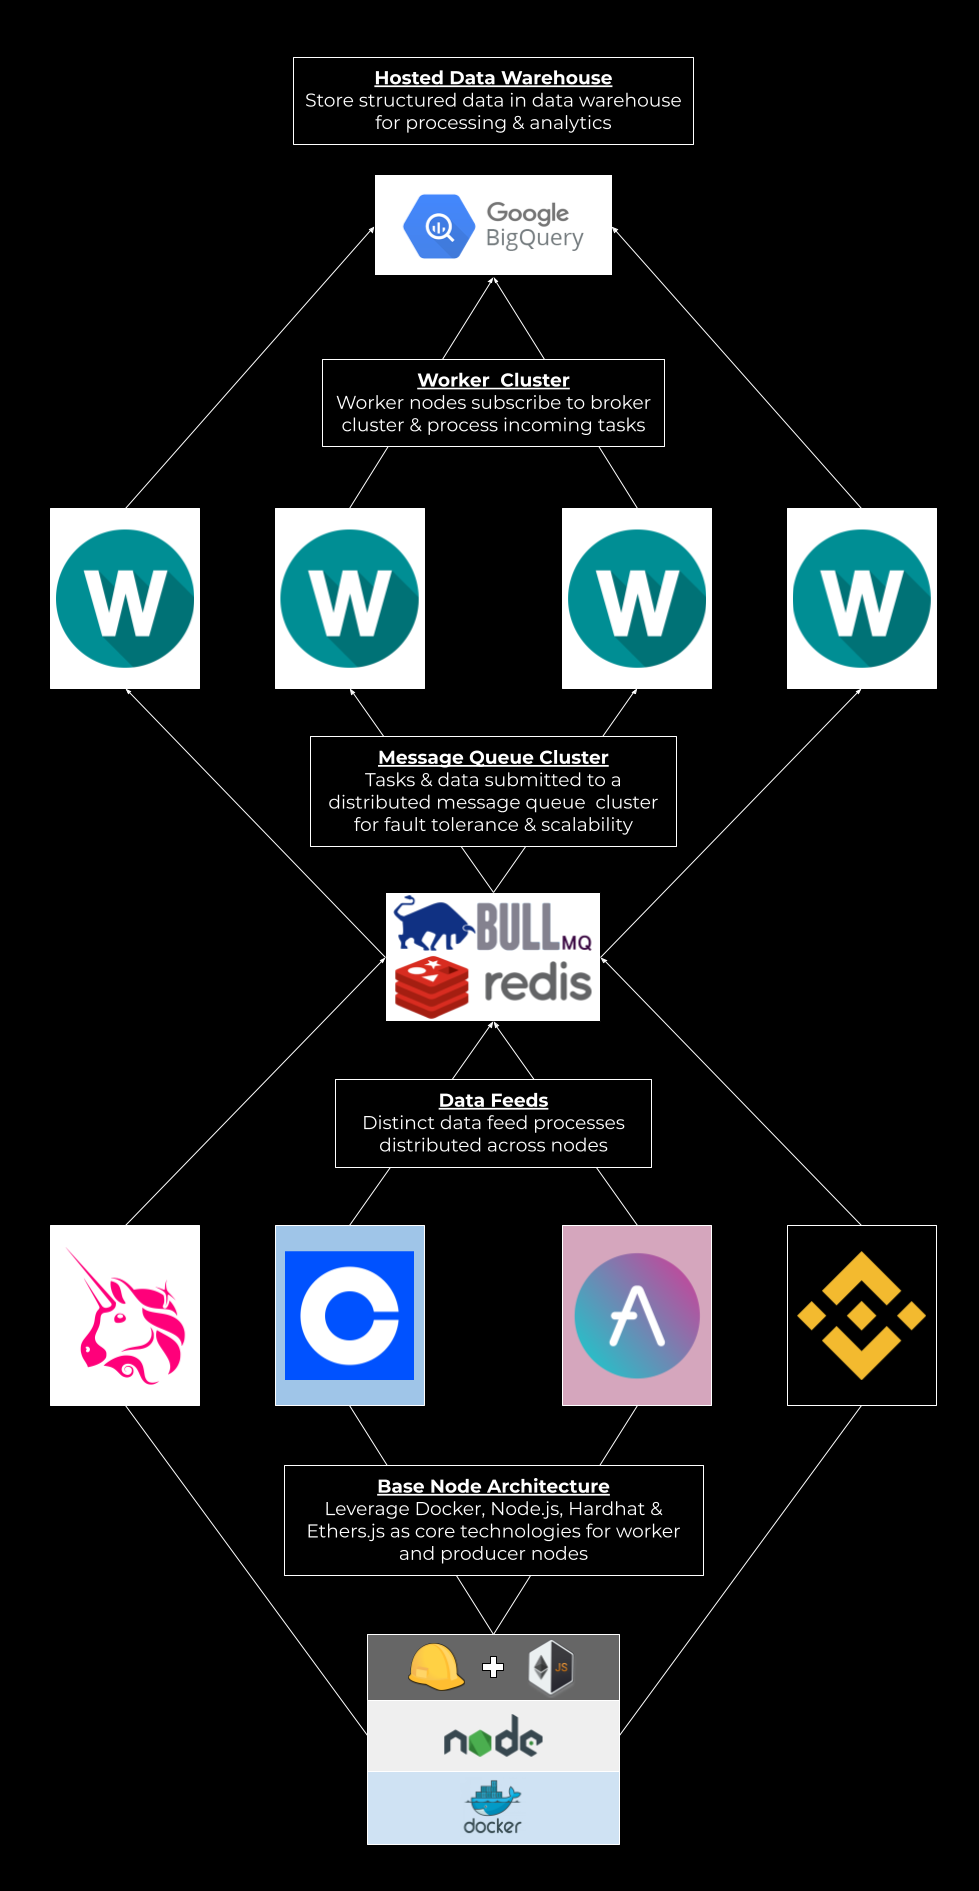 Hosted Data Warehouse
Store structured data in data warehouse
for processing & analytics
Google
BigQuery
Worker  Cluster
Worker nodes subscribe to broker
cluster & process incoming tasks
W
W
W
W
Message Queue Cluster
Tasks & data submitted to a
distributed message queue  cluster
for fault tolerance & scalability
BULLMQ
redis
Data Feeds
Distinct data feed processes
distributed across nodes
Base Node Architecture
Leverage Docker, Node.js, Hardhat &
Ethers.js as core technologies for worker
and producer nodes
JS
node
docker